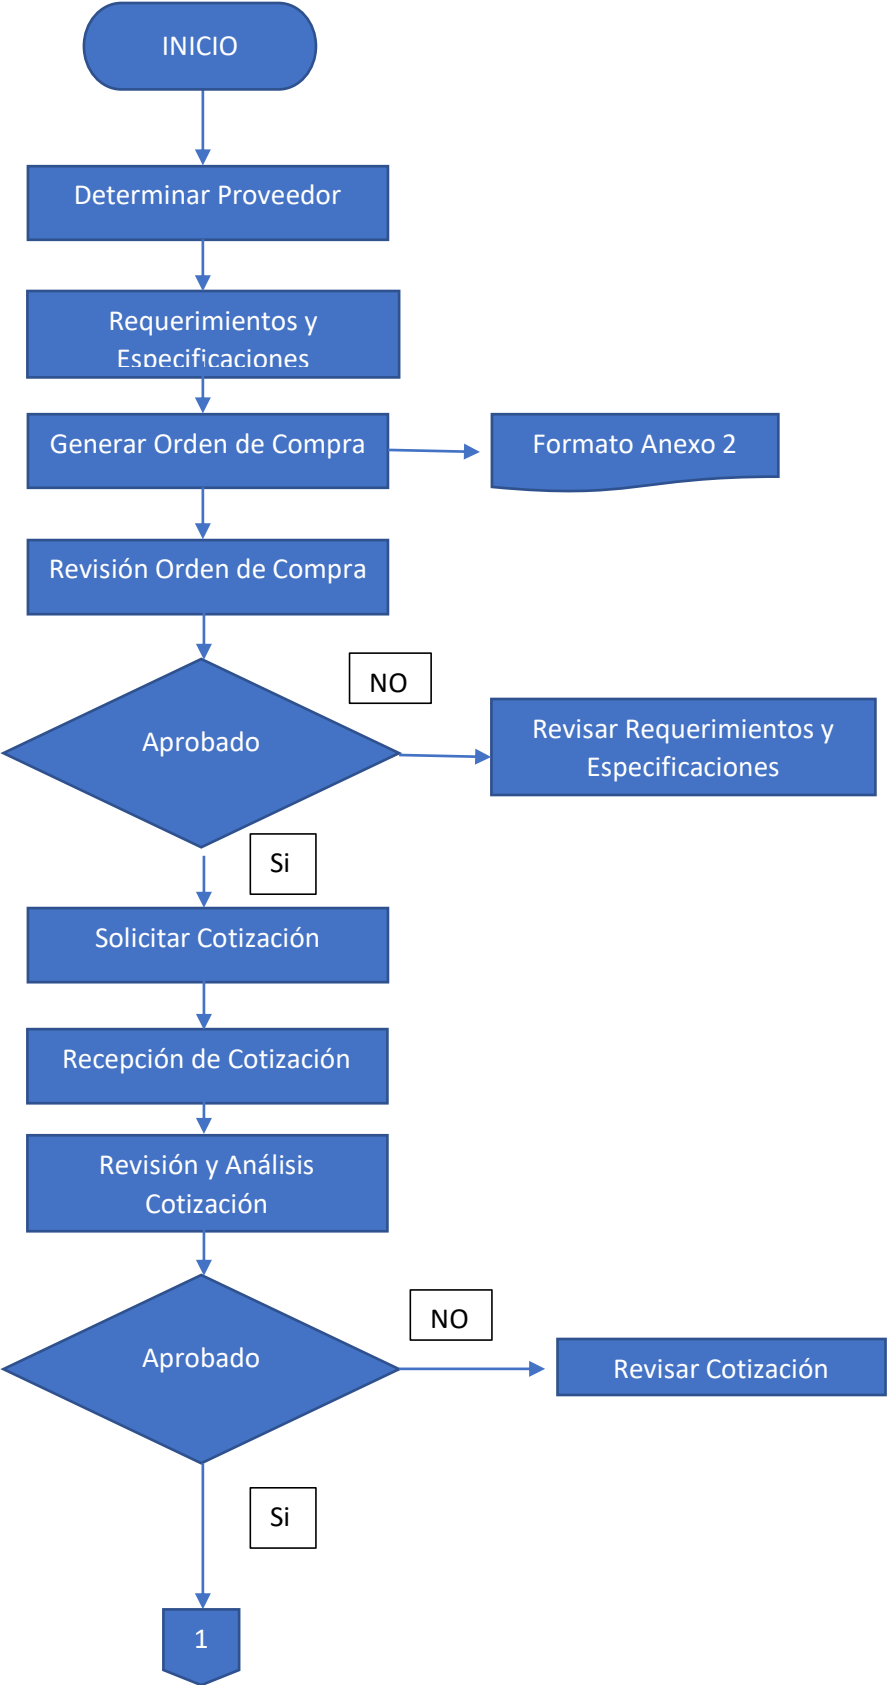 INICIO
Determinar Proveedor
Requerimientos y
Especificaciones
Generar Orden de Compra
Formato Anexo 2
Revisión Orden de Compra
NO
Aprobado
Revisar Requerimientos y
Especificaciones
Si
Solicitar Cotización
Recepción de Cotización
Revisión y Análisis
Cotización
NO
Aprobado
Revisar Cotización
Si
1